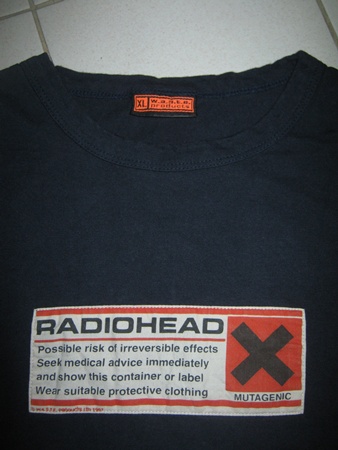 XL w.a.s.t.e. products
RADIOHEAD
Possible risk of irreversible effects
Seek medical advice immediately
and show this container or label
Wear suitable protective clothing
MUTAGENIC